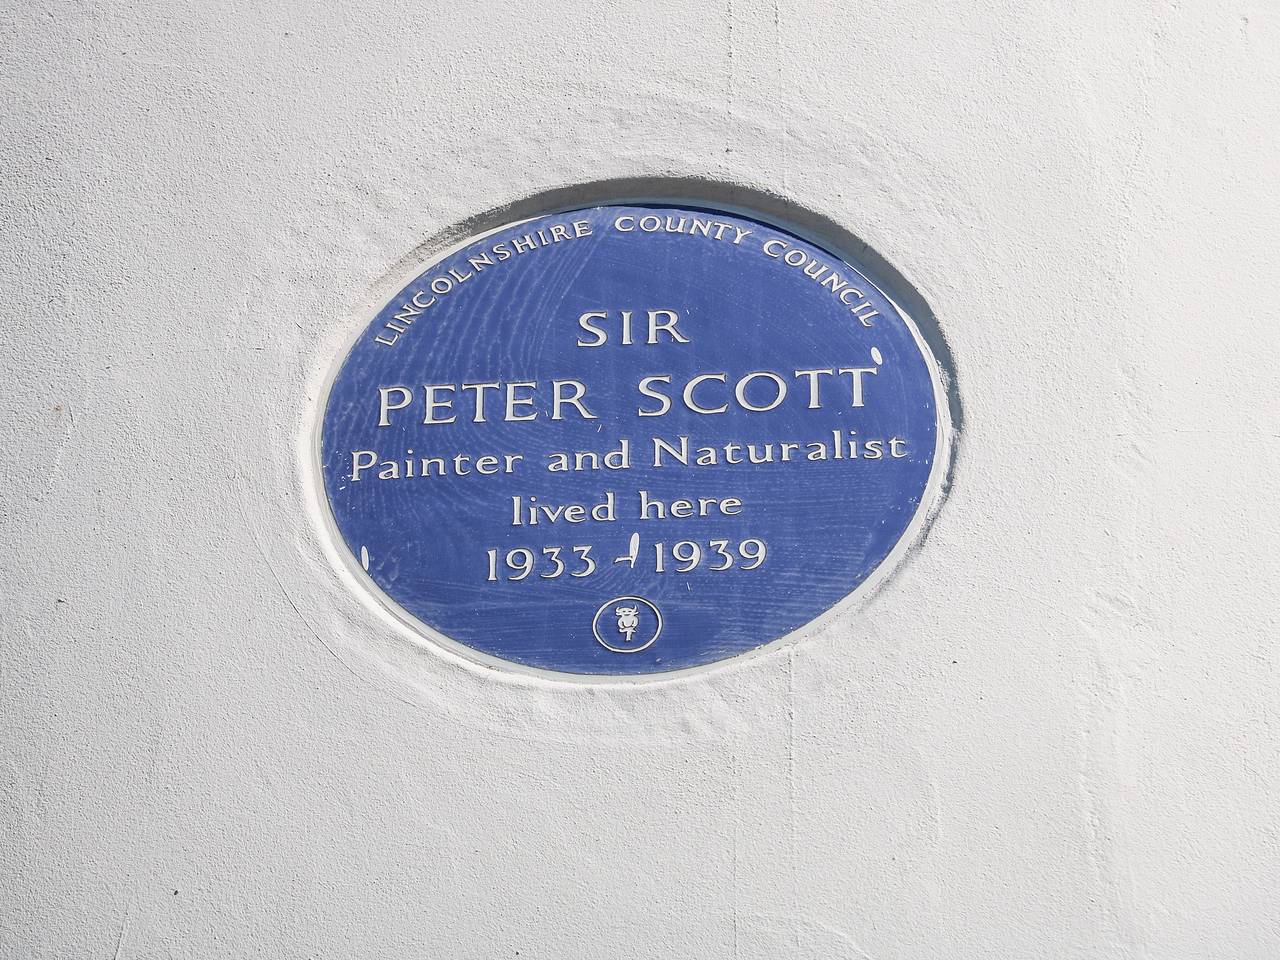 LINCOLNSHIRE COUNTY COUNCIL
SIR
PETER SCOTT
Painter and Naturalist
lived here
1933 - 1939